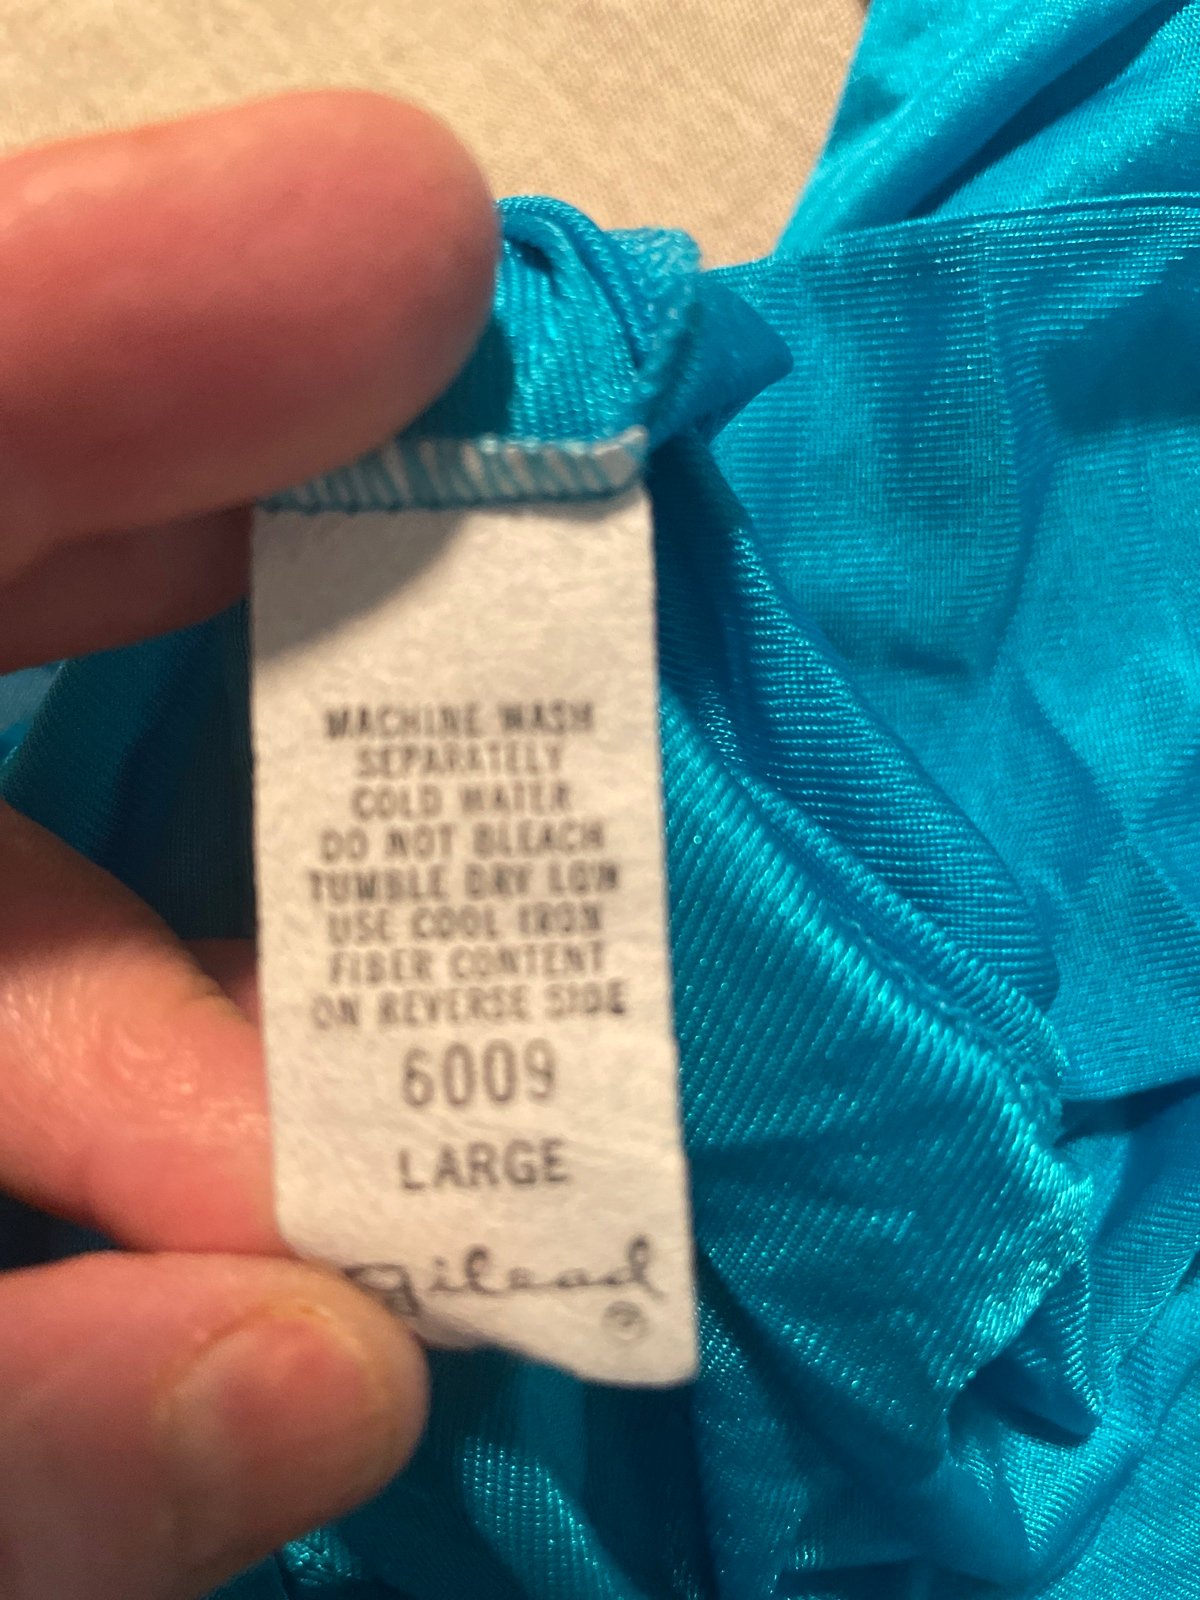 MACHINE WASH
SEPARATELY
COLD WATER
DO NOT BLEACH
TUMBLE DRY LOW
USE COOL IRON
FIBER CONTENT
ON REVERSE SIDE
6009
LARGE
gilead